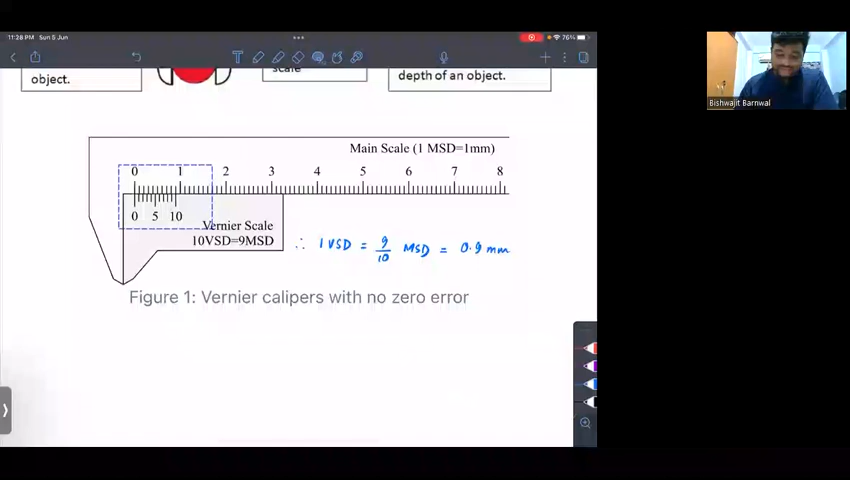 11:28 PM Sun 5 Jun
76%
object.
scale
depth of an object.
Main Scale (1 MSD=1mm)
0 1 2 3 4 5 6 7 8
0 5 10
Vernier Scale
10VSD=9MSD
∴ 1 VSD = 9/10 MSD = 0.9 mm
Figure 1: Vernier calipers with no zero error
Bishwajit Barnwal